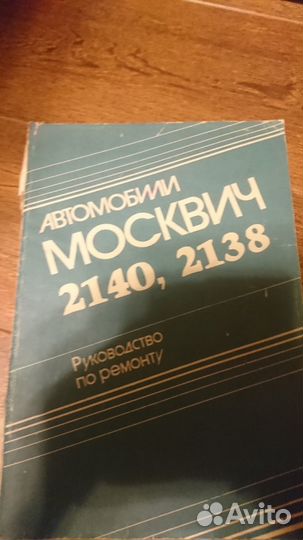 АВТОМОБИЛИ
МОСКВИЧ
2140, 2138
Руководство
по ремонту
Avito